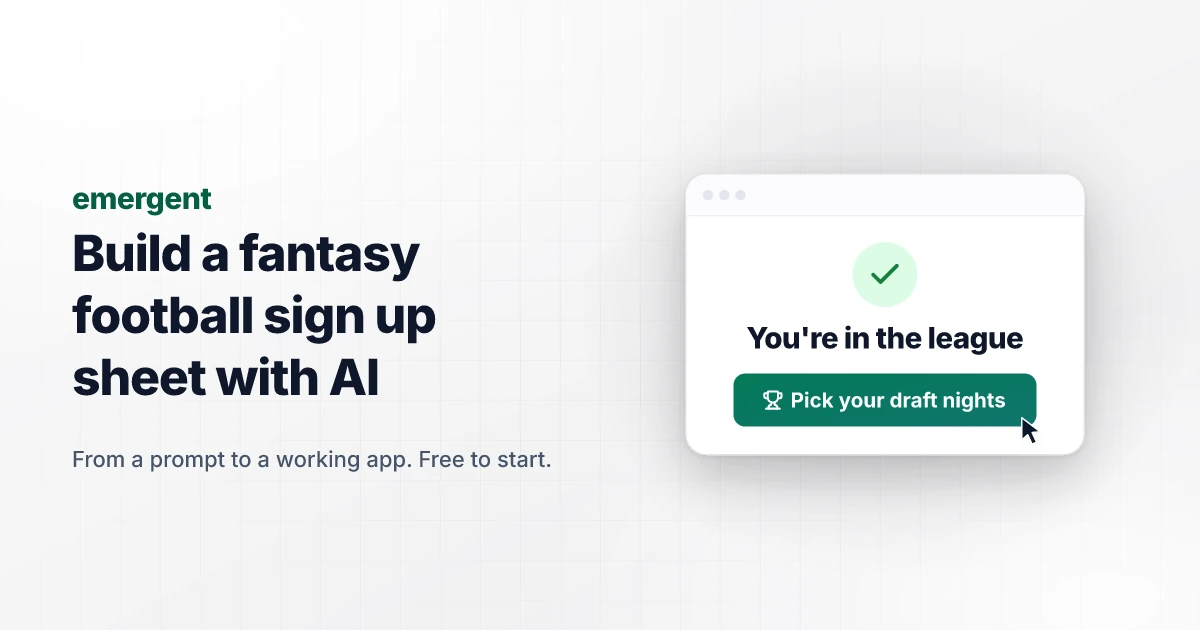 emergent
Build a fantasy
football sign up
sheet with AI
From a prompt to a working app. Free to start.
You're in the league
Pick your draft nights